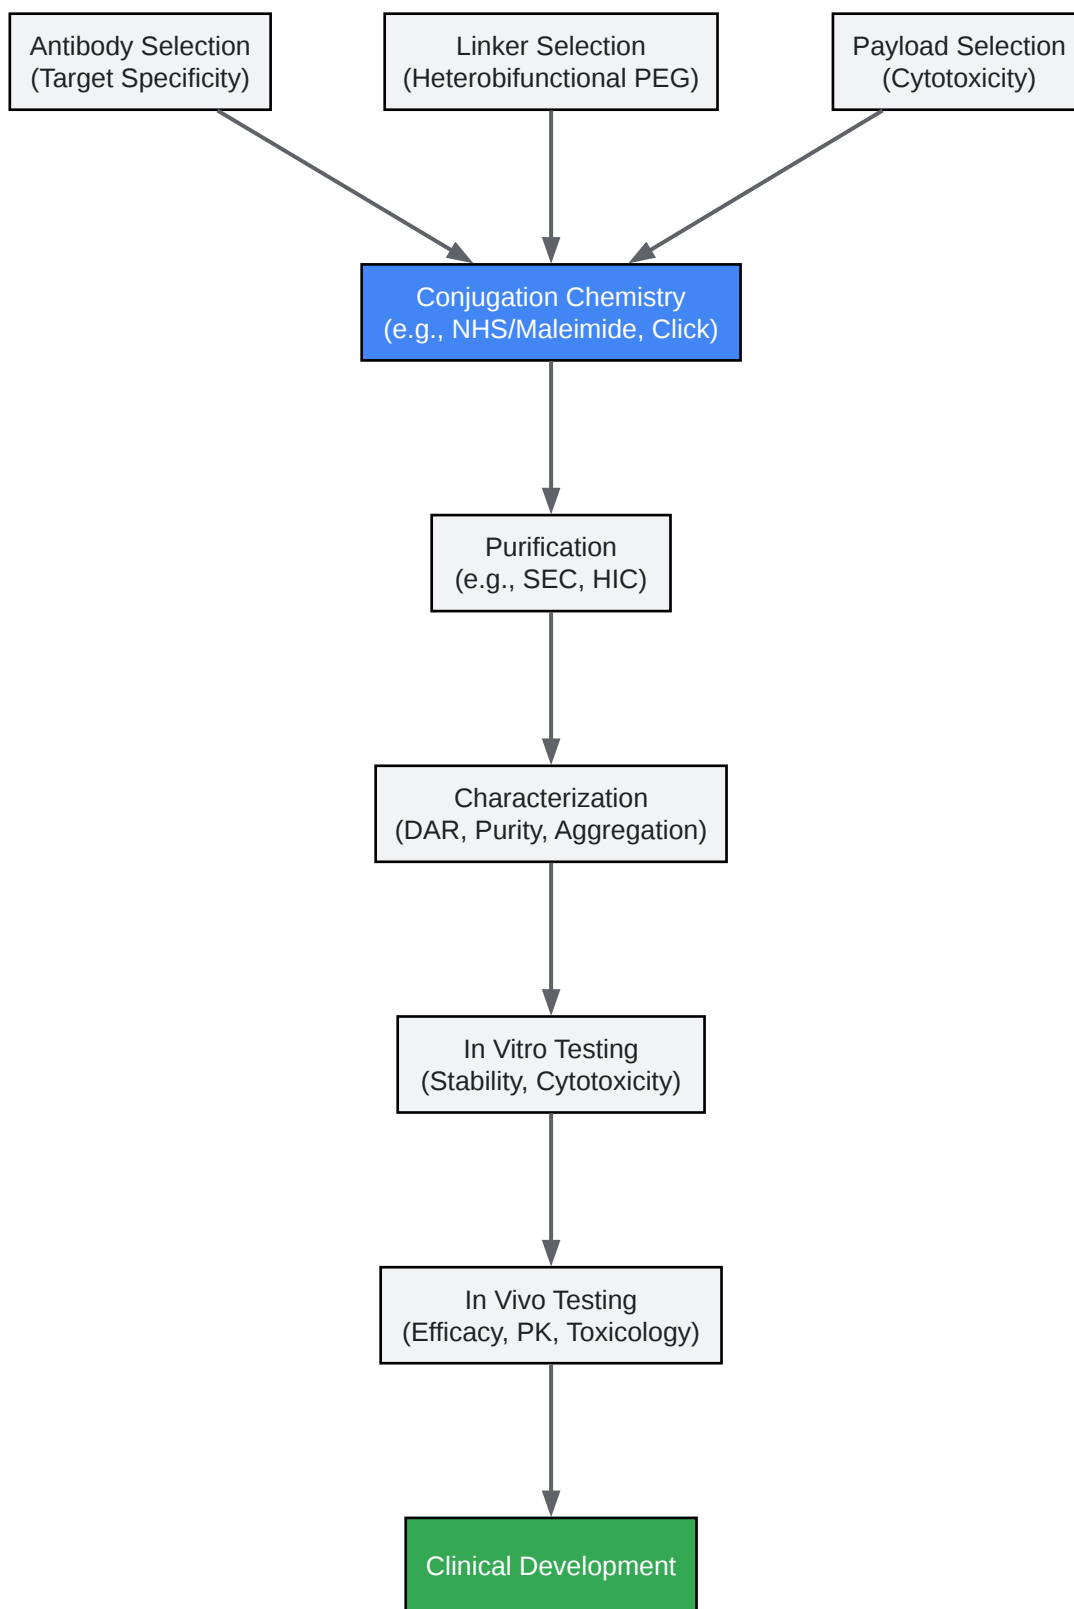 Antibody Selection
(Target Specificity)
Linker Selection
(Heterobifunctional PEG)
Payload Selection
(Cytotoxicity)
Conjugation Chemistry
(e.g., NHS/Maleimide, Click)
Purification
(e.g., SEC, HIC)
Characterization
(DAR, Purity, Aggregation)
In Vitro Testing
(Stability, Cytotoxicity)
In Vivo Testing
(Efficacy, PK, Toxicology)
Clinical Development